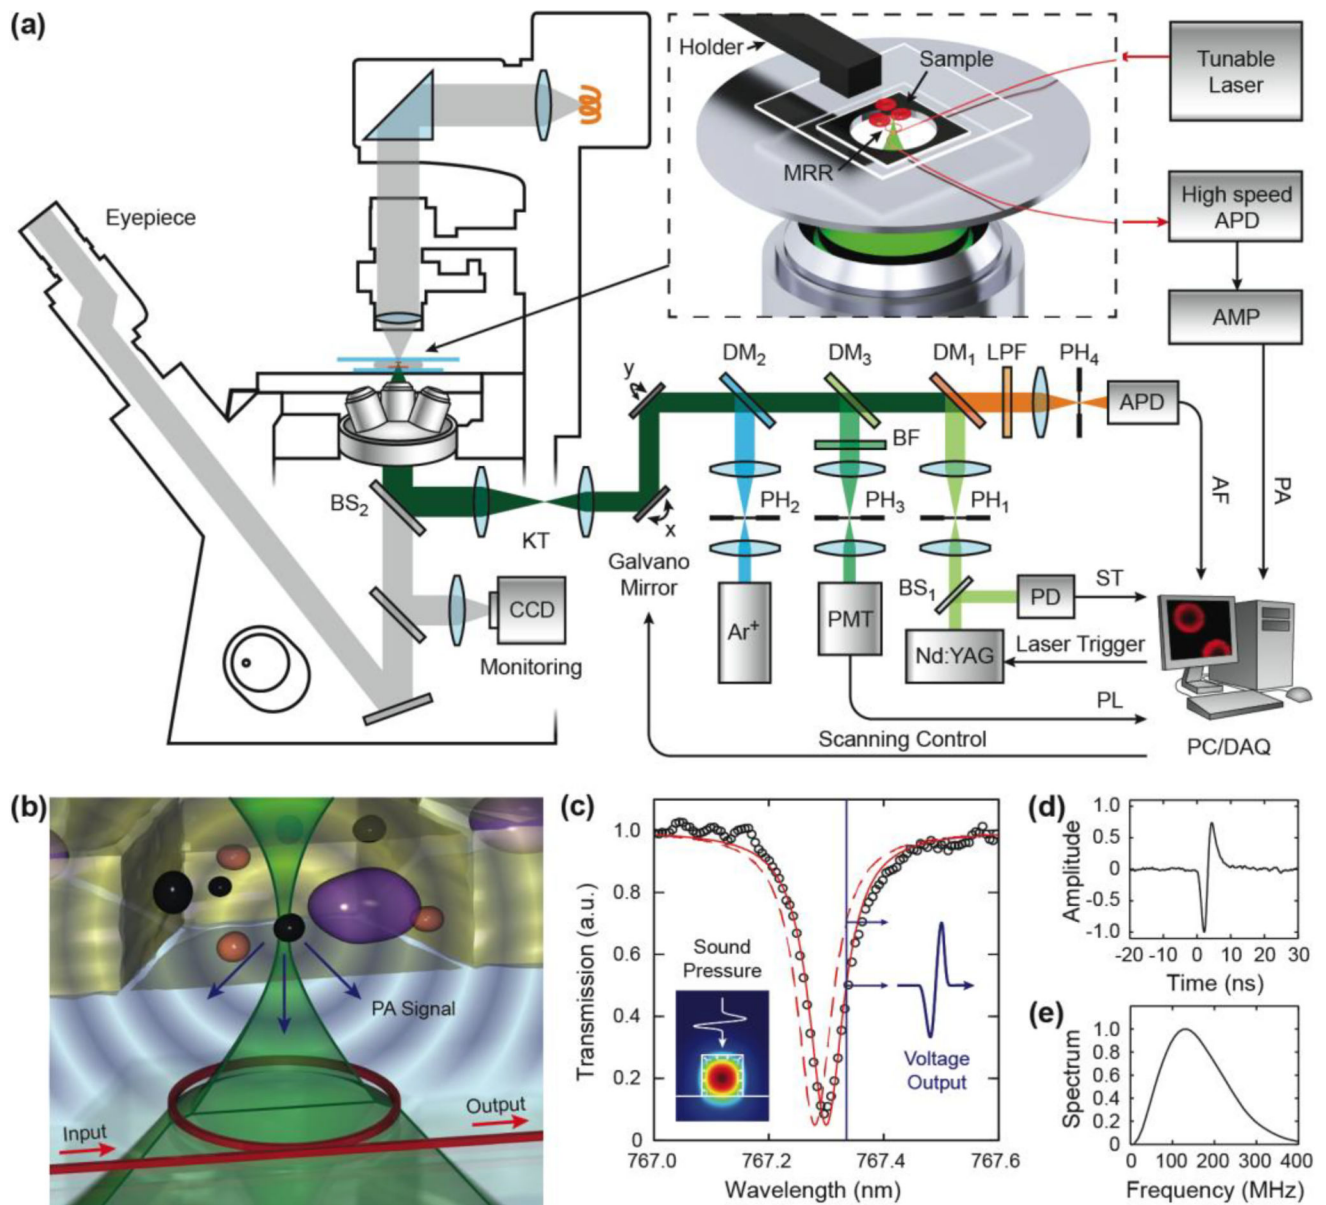 (a)
Eyepiece
Holder
Sample
MRR
Tunable
Laser
High speed
APD
AMP
y
DM2
DM3
DM1
LPF
PH4
APD
BF
BS2
KT
x
Galvano
Mirror
PH2
PH3
PH1
AF
PA
CCD
Monitoring
Ar+
PMT
BS1
PD
ST
Nd:YAG
Laser Trigger
PL
Scanning Control
PC/DAQ
(b)
PA Signal
Input
Output
(c)
Transmission (a.u.)
1.0
0.8
0.6
0.4
0.2
0
767.0
767.2
767.4
767.6
Wavelength (nm)
Sound
Pressure
Voltage
Output
(d)
Amplitude
1.0
0.5
0
-0.5
-1.0
-20
-10
0
10
20
30
Time (ns)
(e)
Spectrum
1.0
0.8
0.6
0.4
0.2
0
0
100
200
300
400
Frequency (MHz)